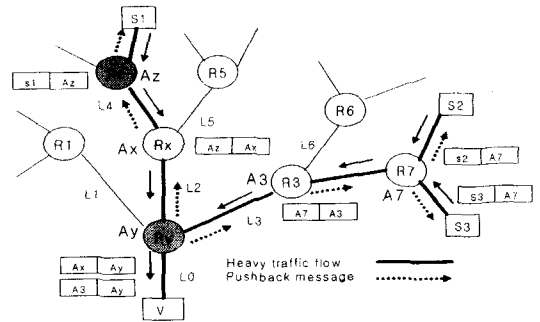 S1
s1 Az
Az
R5
R6
S2
L4
L5
L6
R1
Ax
Rx
Az Ax
s2 A7
A3
R3
R7
A7
S3 A7
L1
L2
A7 A3
S3
Ay
Ry
L3
Ax Ay
A3 Ay
L0
V
Heavy traffic flow
Pushback message